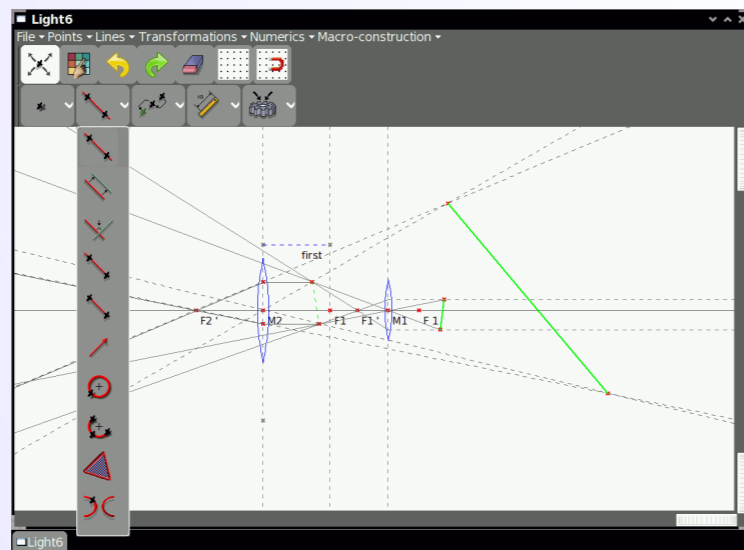 Light6
File Points Lines Transformations Numerics Macro-construction
first
F2 ' M2 F1 F1 ' M1 F 1
Light6